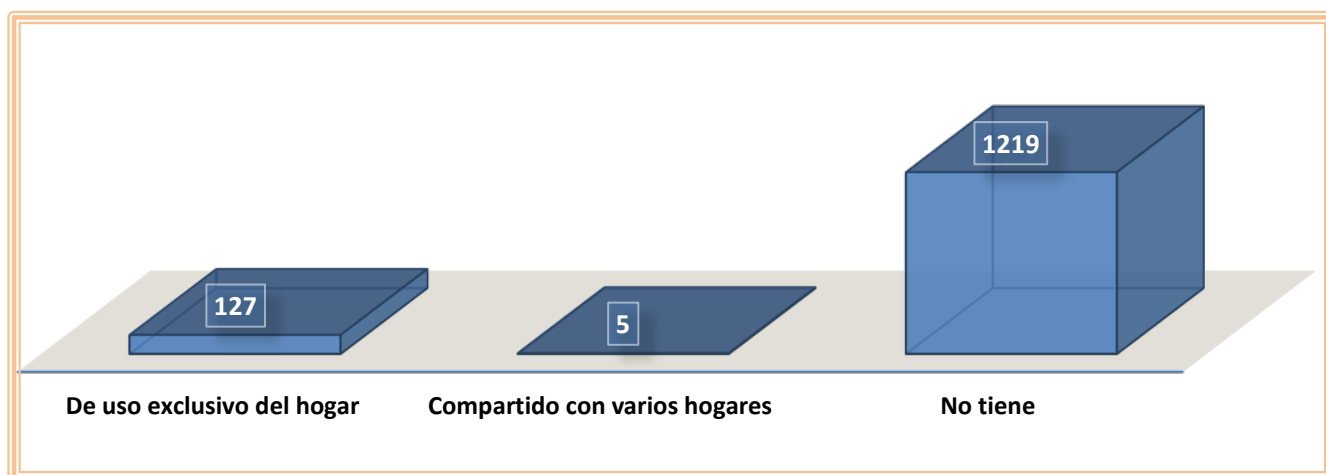 1219
127
5
De uso exclusivo del hogar
Compartido con varios hogares
No tiene